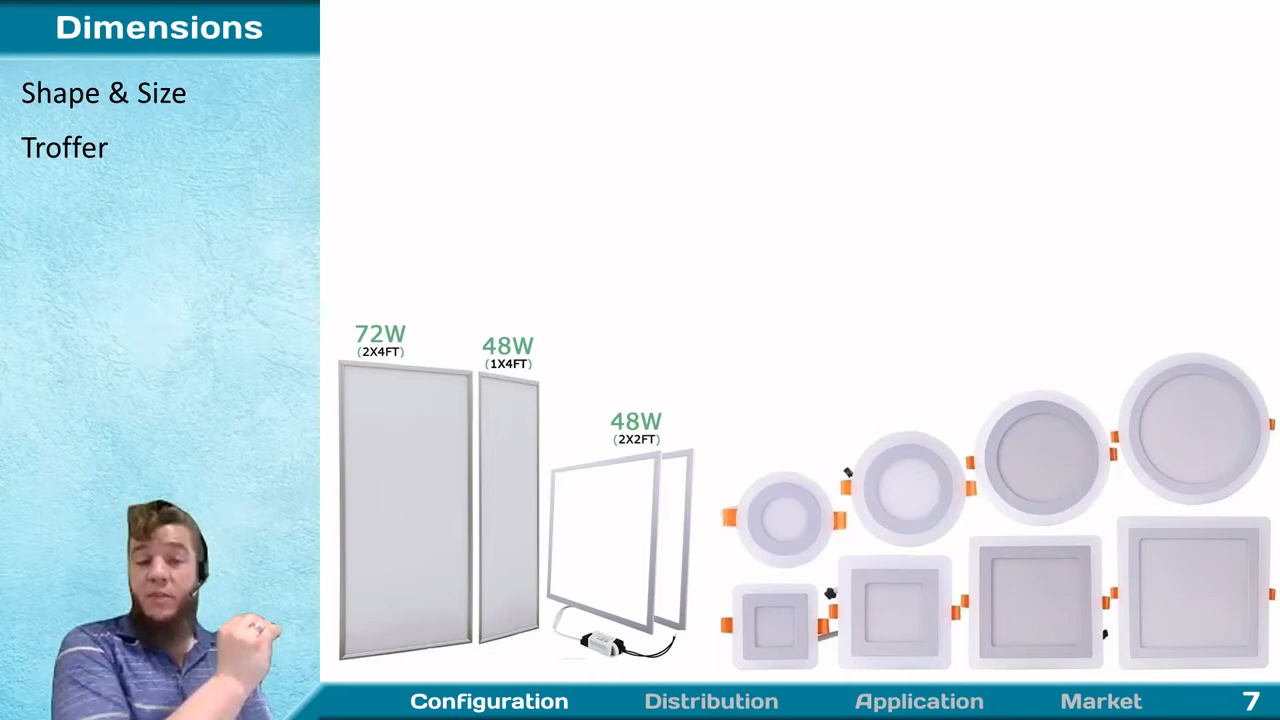 Dimensions
Shape & Size
Troffer
72W
(2X4FT)
48W
(1X4FT)
48W
(2X2FT)
Configuration Distribution Application Market 7